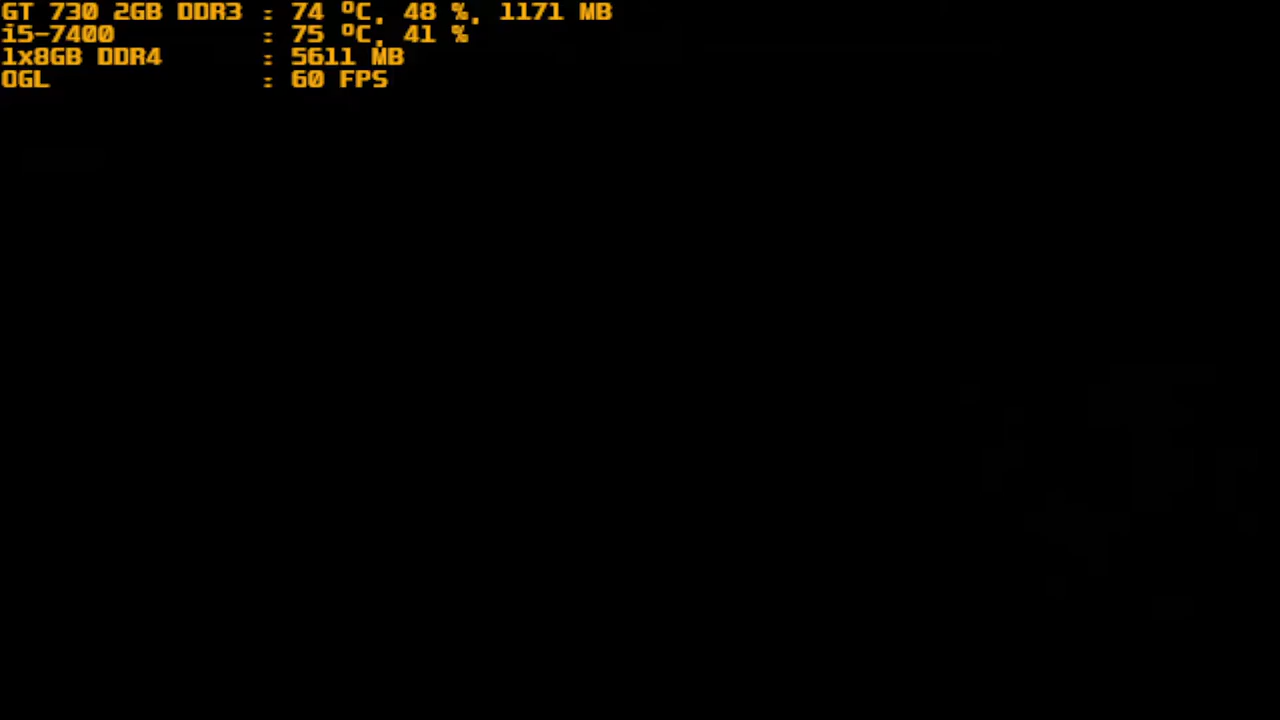 GT 730 2GB DDR3 : 74 ºC, 48 %, 1171 MB
i5-7400 : 75 ºC, 41 %
1x8GB DDR4 : 5611 MB
OGL : 60 FPS